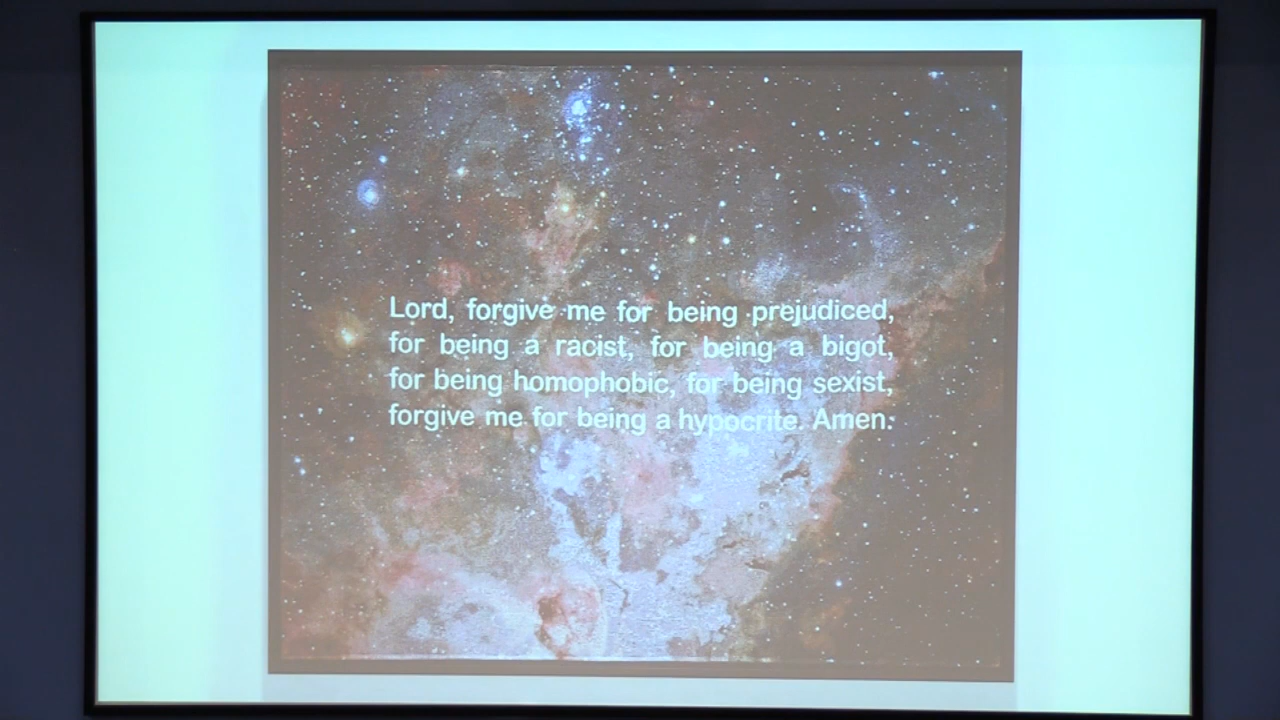 Lord, forgive me for being prejudiced,
for being a racist, for being a bigot,
for being homophobic, for being sexist,
forgive me for being a hypocrite. Amen.